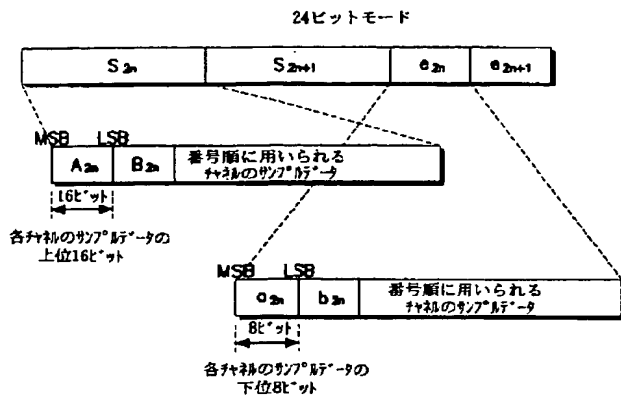 24ビットモード
S2n S2n+1 e2n e2n+1
MSB LSB
A2n B2n 番号順に用いられる
チャネルのサンプルデータ
16ビット
各チャネルのサンプルデータの
上位16ビット
MSB LSB
a2n b2n 番号順に用いられる
チャネルのサンプルデータ
8ビット
各チャネルのサンプルデータの
下位8ビット